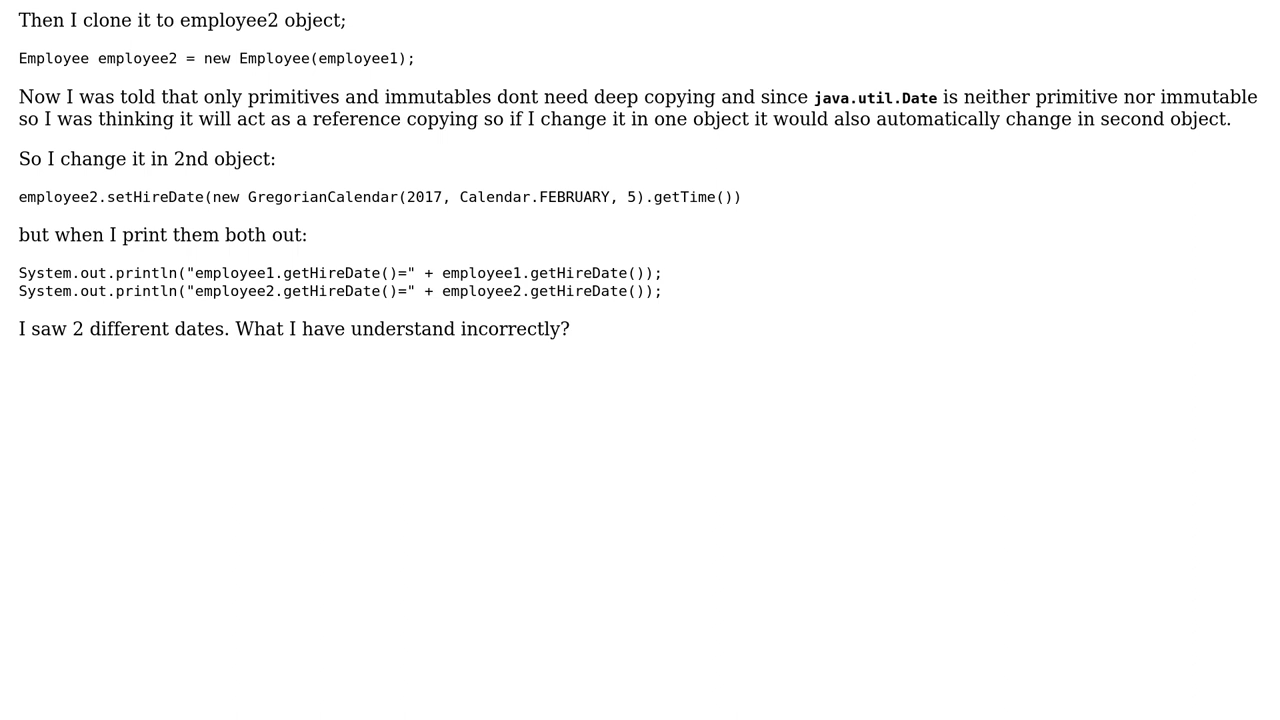 Then I clone it to employee2 object;
Employee employee2 = new Employee(employee1);
Now I was told that only primitives and immutables dont need deep copying and since java.util.Date is neither primitive nor immutable
so I was thinking it will act as a reference copying so if I change it in one object it would also automatically change in second object.
So I change it in 2nd object:
employee2.setHireDate(new GregorianCalendar(2017, Calendar.FEBRUARY, 5).getTime())
but when I print them both out:
System.out.println("employee1.getHireDate()=" + employee1.getHireDate());
System.out.println("employee2.getHireDate()=" + employee2.getHireDate());
I saw 2 different dates. What I have understand incorrectly?